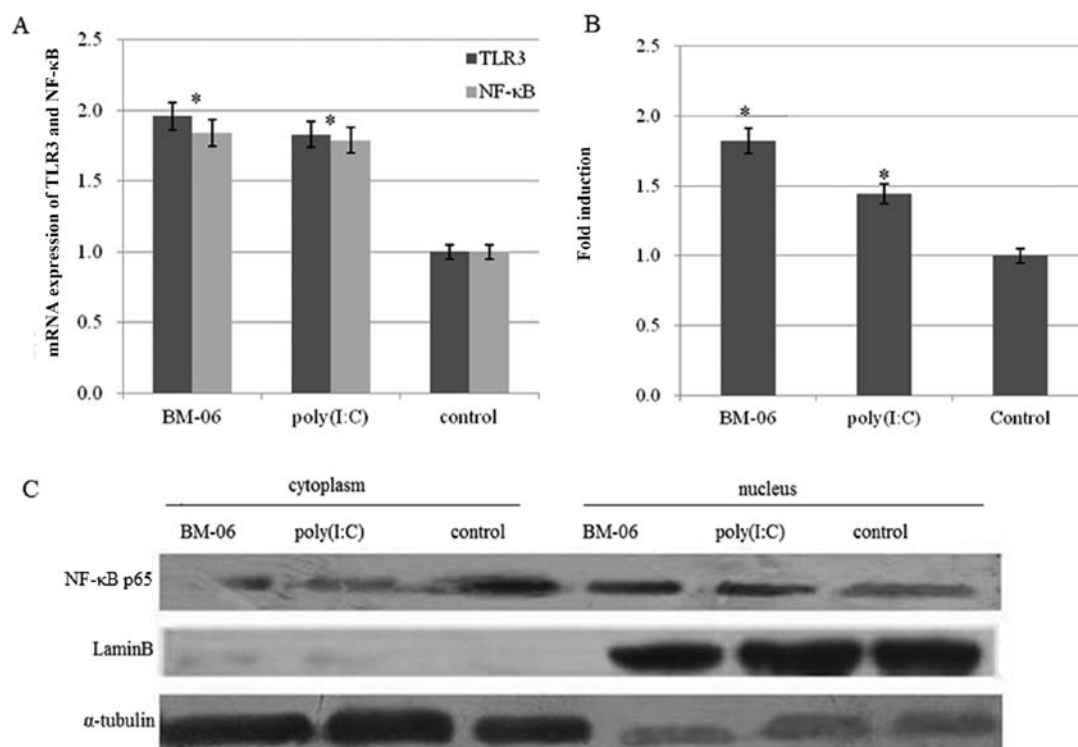 A
mRNA expression of TLR3 and NF-κB
2.5
2.0
1.5
1.0
0.5
0.0
TLR3
NF-κB
*
*
BM-06 poly(I:C) control
B
Fold induction
2.5
2.0
1.5
1.0
0.5
0.0
*
*
BM-06 poly(I:C) Control
C
cytoplasm nucleus
BM-06 poly(I:C) control BM-06 poly(I:C) control
NF-κB p65
LaminB
α-tubulin